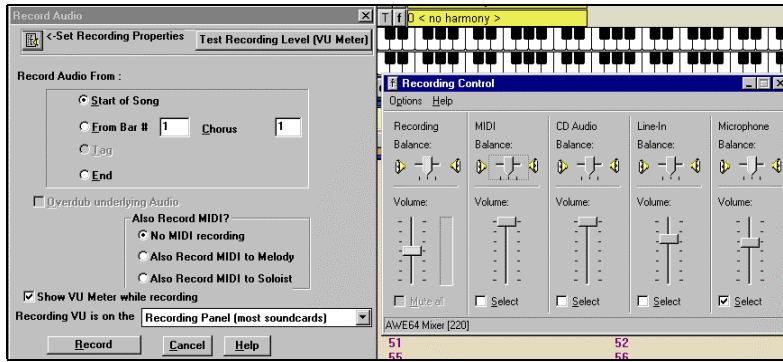 Record Audio
<-Set Recording Properties
Test Recording Level (VU Meter)
Record Audio From :
Start of Song
From Bar # 1 Chorus 1
Tag
End
Overdub underlying Audio
Also Record MIDI?
No MIDI recording
Also Record MIDI to Melody
Also Record MIDI to Soloist
Show VU Meter while recording
Recording VU is on the Recording Panel (most soundcards)
Record Cancel Help
T f 0 < no harmony >
Recording Control
Options Help
Recording MIDI CD Audio Line-In Microphone
Balance: Balance: Balance: Balance: Balance:
Volume: Volume: Volume: Volume: Volume:
Mute all Select Select Select Select
AWE64 Mixer [220]
51 52
55 56